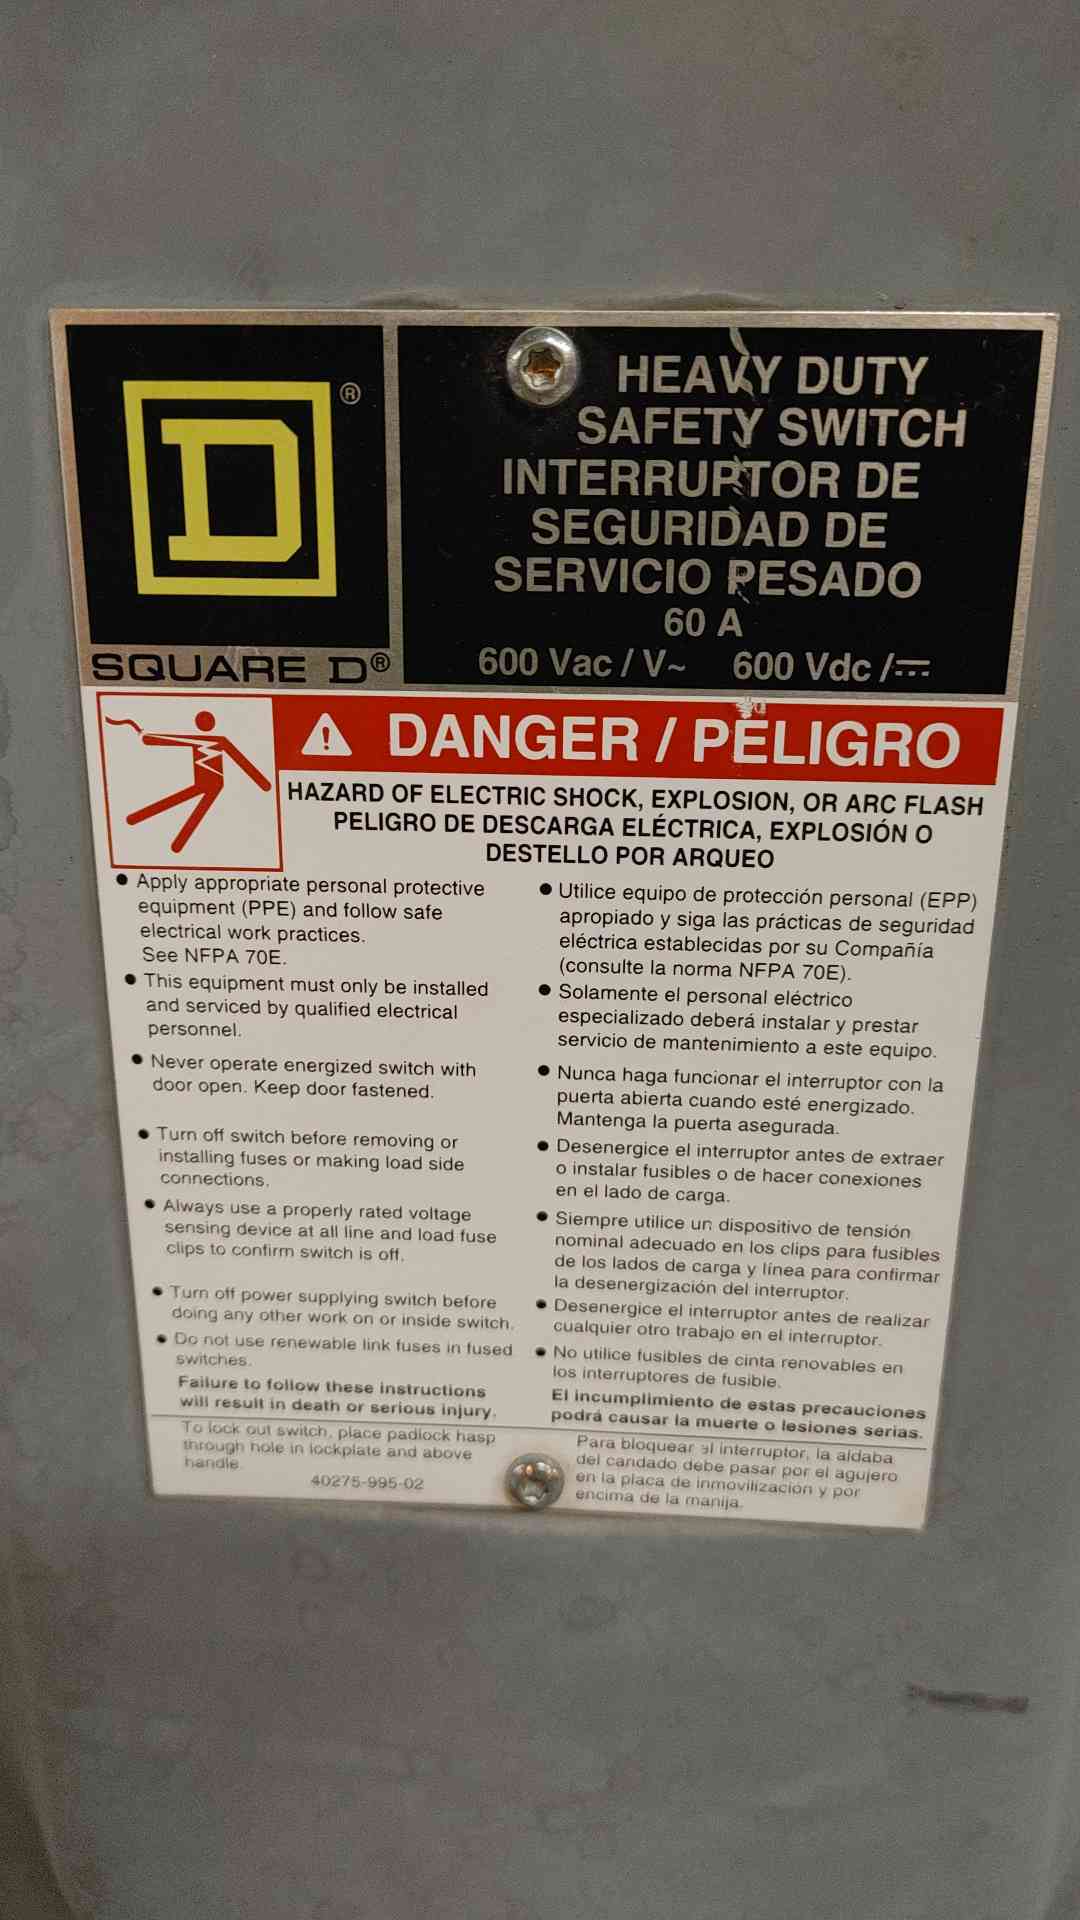 D®
SQUARE D®
HEAVY DUTY
SAFETY SWITCH
INTERRUPTOR DE
SEGURIDAD DE
SERVICIO PESADO
60 A
600 Vac / V~ 600 Vdc / ⎓
DANGER / PELIGRO
HAZARD OF ELECTRIC SHOCK, EXPLOSION, OR ARC FLASH
PELIGRO DE DESCARGA ELÉCTRICA, EXPLOSIÓN O
DESTELLO POR ARQUEO
• Apply appropriate personal protective
equipment (PPE) and follow safe
electrical work practices.
See NFPA 70E.
• This equipment must only be installed
and serviced by qualified electrical
personnel.
• Never operate energized switch with
door open. Keep door fastened.
• Turn off switch before removing or
installing fuses or making load side
connections.
• Always use a properly rated voltage
sensing device at all line and load fuse
clips to confirm switch is off.
• Turn off power supplying switch before
doing any other work on or inside switch.
• Do not use renewable link fuses in fused
switches.
Failure to follow these instructions
will result in death or serious injury.
• Utilice equipo de protección personal (EPP)
apropiado y siga las prácticas de seguridad
eléctrica establecidas por su Compañía
(consulte la norma NFPA 70E).
• Solamente el personal eléctrico
especializado deberá instalar y prestar
servicio de mantenimiento a este equipo.
• Nunca haga funcionar el interruptor con la
puerta abierta cuando esté energizado.
Mantenga la puerta asegurada.
• Desenergice el interruptor antes de extraer
o instalar fusibles o de hacer conexiones
en el lado de carga.
• Siempre utilice un dispositivo de tensión
nominal adecuado en los clips para fusibles
de los lados de carga y línea para confirmar
la desenergización del interruptor.
• Desenergice el interruptor antes de realizar
cualquier otro trabajo en el interruptor.
• No utilice fusibles de cinta renovables en
los interruptores de fusible.
El incumplimiento de estas precauciones
podrá causar la muerte o lesiones serias.
To lock out switch, place padlock hasp
through hole in lockplate and above
handle.
40275-995-02
Para bloquear el interruptor, la aldaba
del candado debe pasar por el agujero
en la placa de inmovilización y por
encima de la manija.